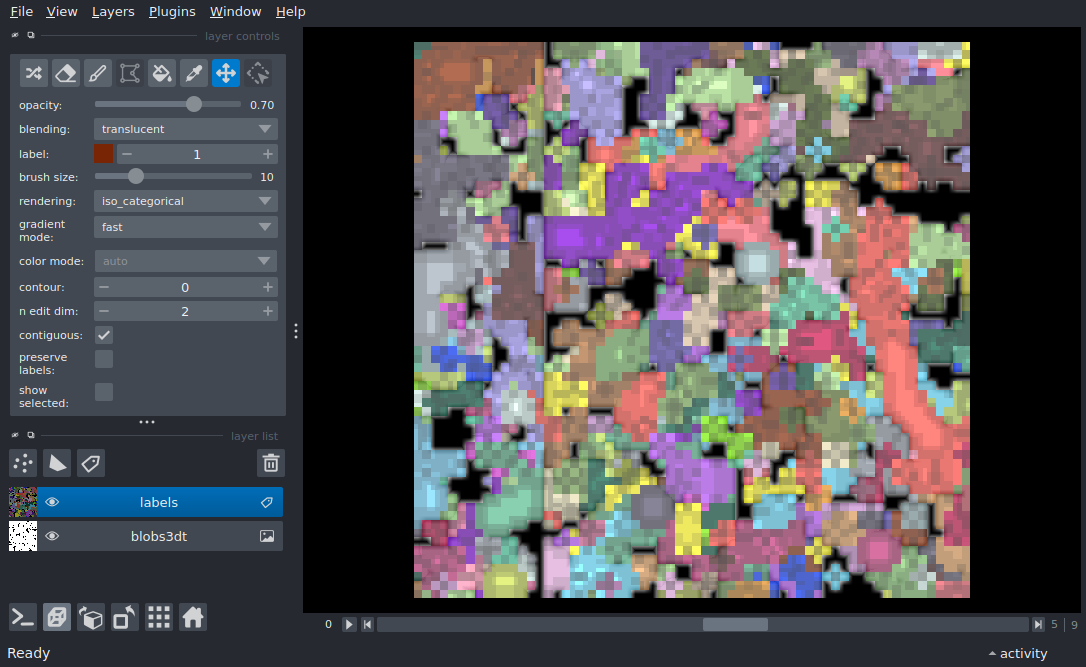 File View Layers Plugins Window Help
layer controls
opacity: 0.70
blending: translucent
label: 1
brush size: 10
rendering: iso_categorical
gradient
mode: fast
color mode: auto
contour: 0
n edit dim: 2
contiguous:
preserve
labels:
show
selected:
layer list
labels
blobs3dt
0 5 | 9
Ready activity